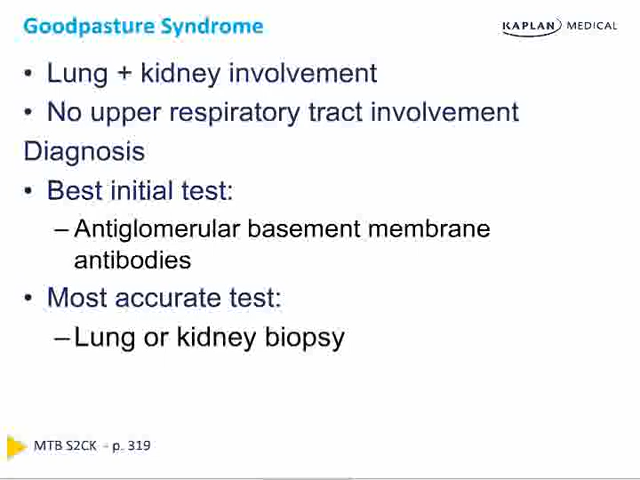 Goodpasture Syndrome
KAPLAN MEDICAL
• Lung + kidney involvement
• No upper respiratory tract involvement
Diagnosis
• Best initial test:
– Antiglomerular basement membrane
antibodies
• Most accurate test:
– Lung or kidney biopsy
MTB S2CK - p. 319